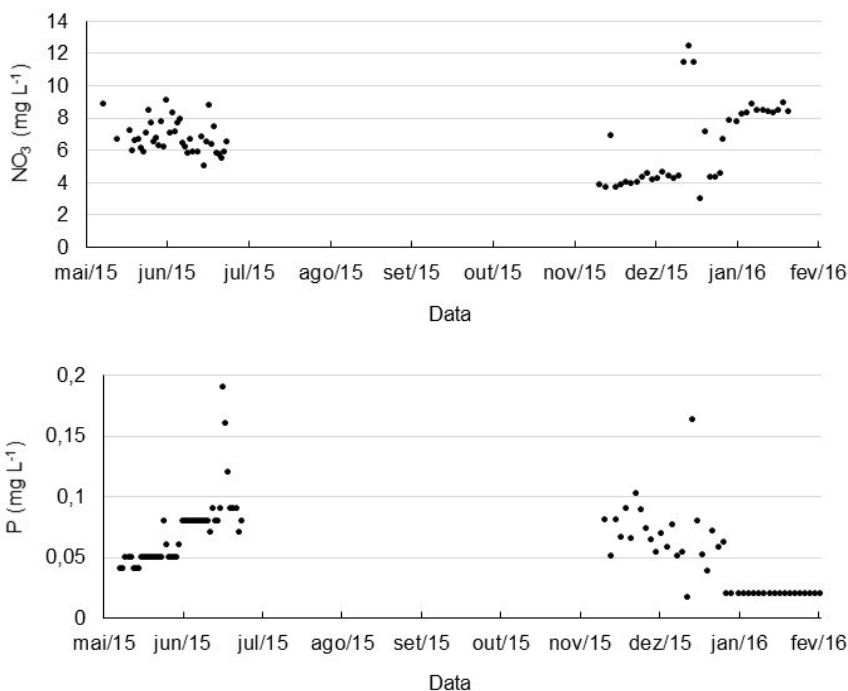 14
12
10
8
6
4
2
0
NO₃ (mg L⁻¹)
mai/15 jun/15 jul/15 ago/15 set/15 out/15 nov/15 dez/15 jan/16 fev/16
Data
0,2
0,15
0,1
0,05
0
P (mg L⁻¹)
mai/15 jun/15 jul/15 ago/15 set/15 out/15 nov/15 dez/15 jan/16 fev/16
Data